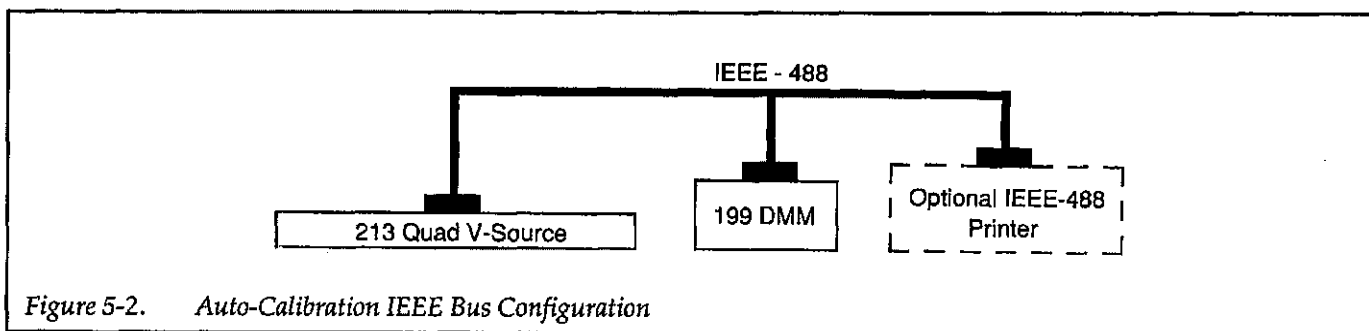 IEEE - 488
213 Quad V-Source
199 DMM
Optional IEEE-488
Printer
Figure 5-2. Auto-Calibration IEEE Bus Configuration